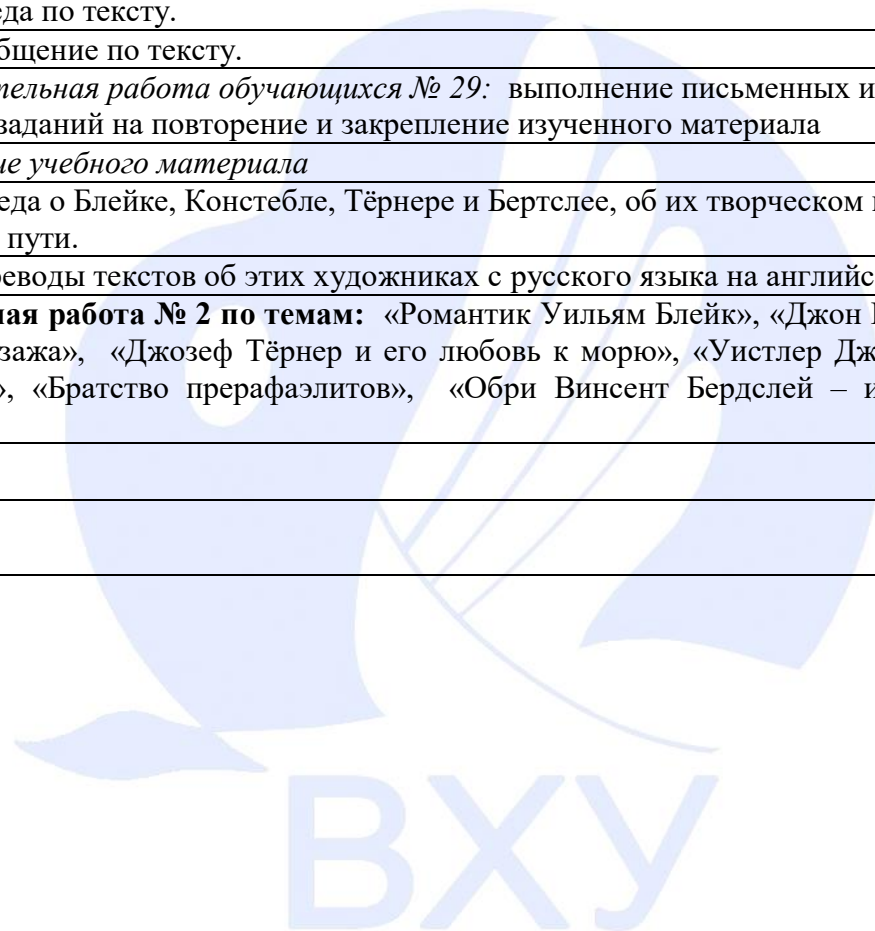 еда по тексту.
бщение по тексту.
тельная работа обучающихся № 29: выполнение письменных и
заданий на повторение и закрепление изученного материала
ие учебного материала
еда о Блейке, Констебле, Тёрнере и Бертслее, об их творческом
пути.
реводы текстов об этих художниках с русского языка на английс
ная работа № 2 по темам: «Романтик Уильям Блейк», «Джон
зажа», «Джозеф Тёрнер и его любовь к морю», «Уистлер Дж
», «Братство прерафаэлитов», «Обри Винсент Бердслей – и
ВХУ